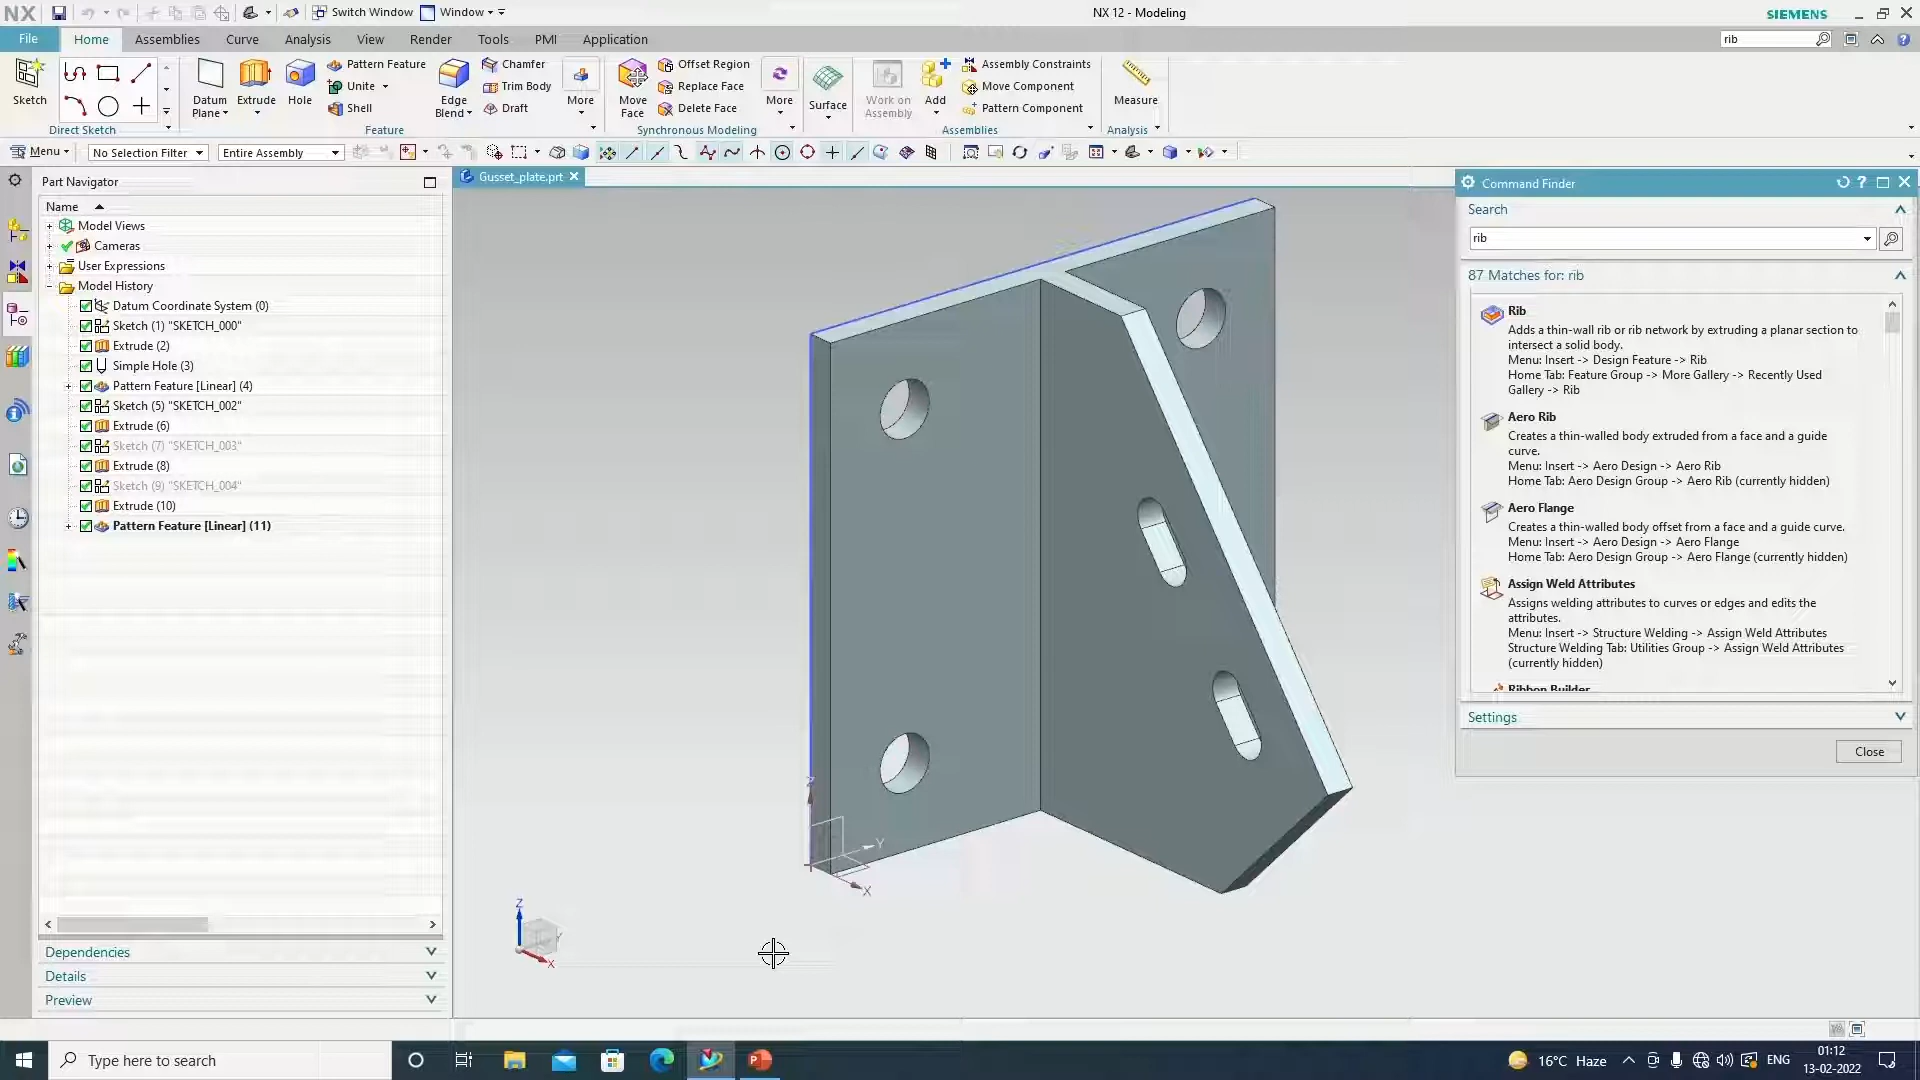 NX
Switch Window
Window
NX 12 - Modeling
SIEMENS
File
Home
Assemblies
Curve
Analysis
View
Render
Tools
PMI
Application
rib
Sketch
Direct Sketch
Datum Plane
Extrude
Hole
Pattern Feature
Unite
Shell
Edge Blend
Chamfer
Trim Body
Draft
More
Feature
Move Face
Offset Region
Replace Face
Delete Face
More
Synchronous Modeling
Surface
Work on Assembly
Add
Assembly Constraints
Move Component
Pattern Component
Assemblies
Measure
Analysis
Menu
No Selection Filter
Entire Assembly
Part Navigator
Name
Model Views
Cameras
User Expressions
Model History
Datum Coordinate System (0)
Sketch (1) "SKETCH_000"
Extrude (2)
Simple Hole (3)
Pattern Feature [Linear] (4)
Sketch (5) "SKETCH_002"
Extrude (6)
Sketch (7) "SKETCH_003"
Extrude (8)
Sketch (9) "SKETCH_004"
Extrude (10)
Pattern Feature [Linear] (11)
Dependencies
Details
Preview
Gusset_plate.prt
Z
Y
X
Z
Y
X
Command Finder
Search
rib
87 Matches for: rib
Rib
Adds a thin-wall rib or rib network by extruding a planar section to
intersect a solid body.
Menu: Insert -> Design Feature -> Rib
Home Tab: Feature Group -> More Gallery -> Recently Used
Gallery -> Rib
Aero Rib
Creates a thin-walled body extruded from a face and a guide
curve.
Menu: Insert -> Aero Design -> Aero Rib
Home Tab: Aero Design Group -> Aero Rib (currently hidden)
Aero Flange
Creates a thin-walled body offset from a face and a guide curve.
Menu: Insert -> Aero Design -> Aero Flange
Home Tab: Aero Design Group -> Aero Flange (currently hidden)
Assign Weld Attributes
Assigns welding attributes to curves or edges and edits the
attributes.
Menu: Insert -> Structure Welding -> Assign Weld Attributes
Structure Welding Tab: Utilities Group -> Assign Weld Attributes
(currently hidden)
Ribbon Builder
Settings
Close
Type here to search
16°C Haze
ENG
01:12
13-02-2022